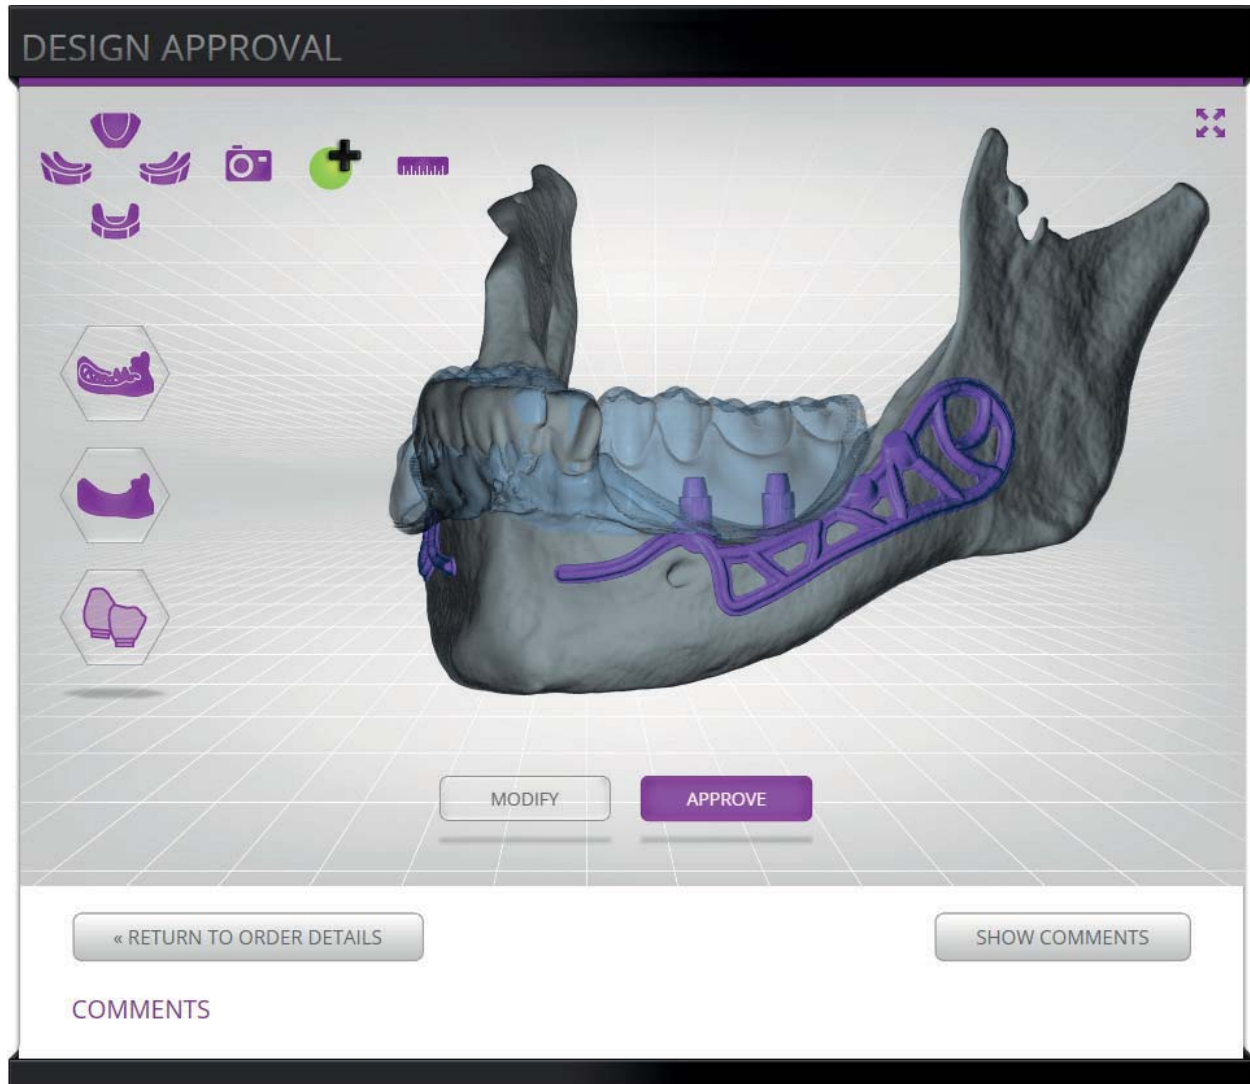 DESIGN APPROVAL
MODIFY
APPROVE
« RETURN TO ORDER DETAILS
SHOW COMMENTS
COMMENTS